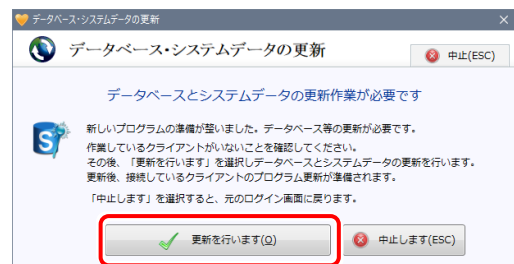 データベース・システムデータの更新
データベース・システムデータの更新
中止(ESC)
データベースとシステムデータの更新作業が必要です
新しいプログラムの準備が整いました。データベース等の更新が必要です。
作業しているクライアントがいないことを確認してください。
その後、「更新を行います」を選択しデータベースとシステムデータの更新を行います。
更新後、接続しているクライアントのプログラム更新が準備されます。
「中止します」を選択すると、元のログイン画面に戻ります。
更新を行います(O)
中止します(ESC)